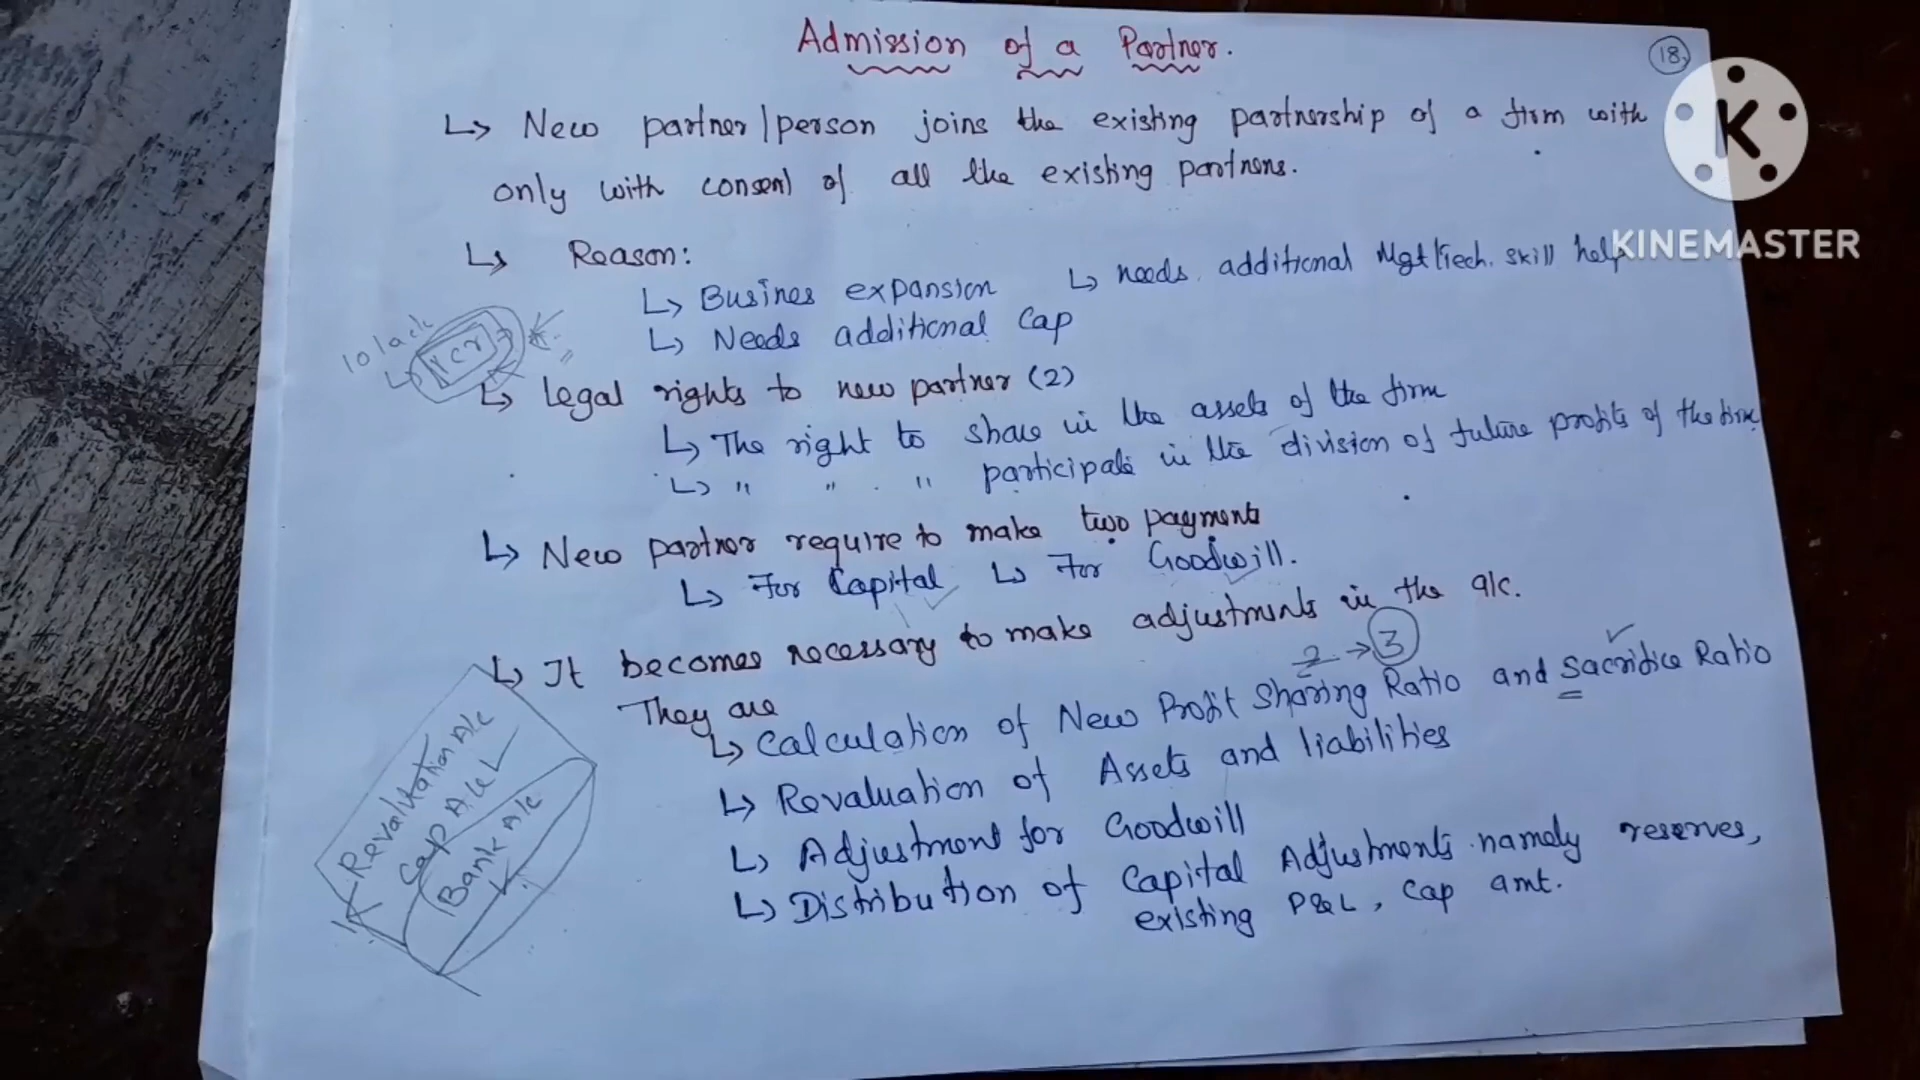 Admission of a Partner.
18
K
KINEMASTER
↳ New partner/person joins the existing partnership of a firm with
only with consent of all the existing partners.
↳ Reason:
↳ Busines expansion ↳ needs additional Mgt/Tech. skill help
↳ Needs additional Cap
10 lack
1 cr
↳ Legal rights to new partner (2)
↳ The right to share in the assets of the firm
↳ " " " participate in the division of future profits of the firm
↳ New partner require to make two payments
↳ For Capital ↳ For Goodwill.
↳ It becomes necessary to make adjustments in the a/c.
They are
2 → 3
↳ Calculation of New Profit Sharing Ratio and Sacrifice Ratio
↳ Revaluation of Assets and liabilities
↳ Adjustment for Goodwill
↳ Distribution of Capital Adjustments namely reserves,
existing P&L, Cap amt.
Revalutation A/c
Cap A/c
Bank A/c